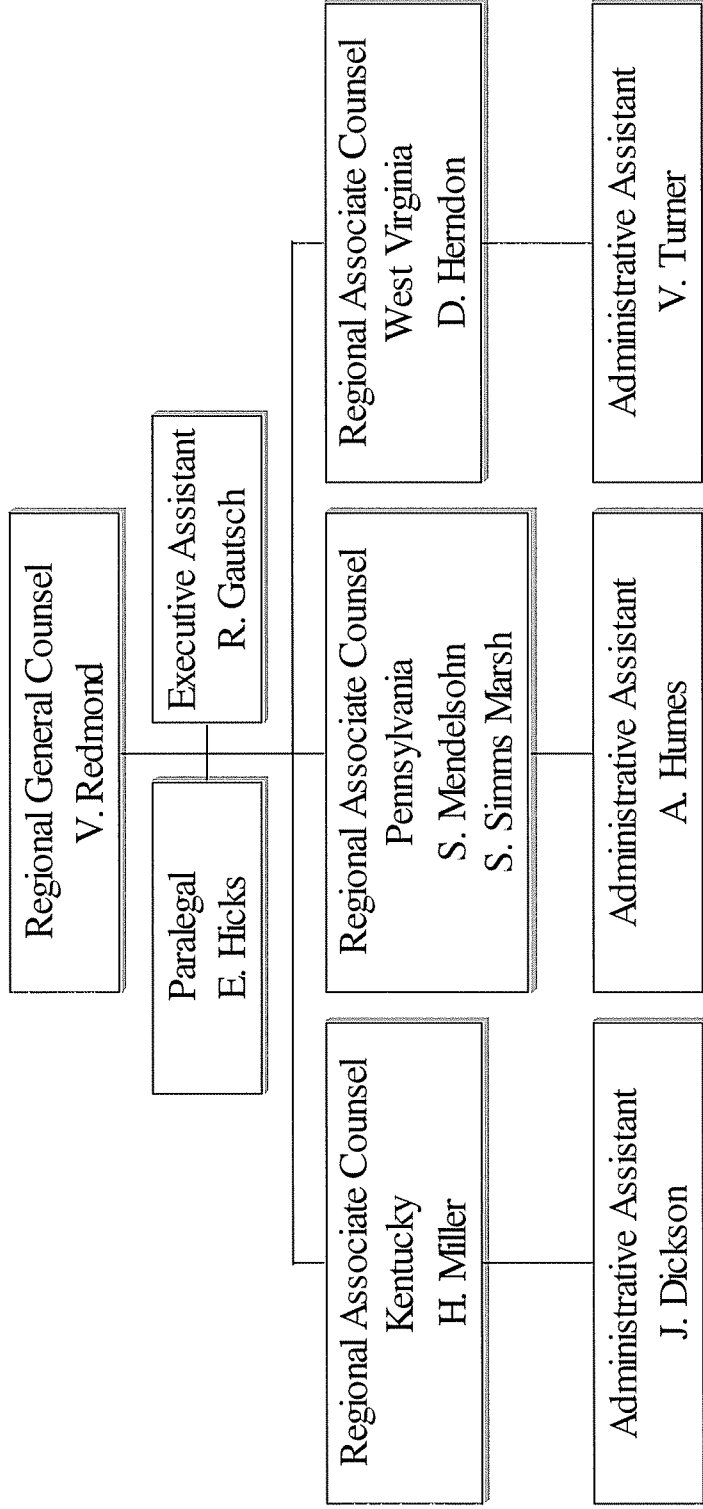 Regional General Counsel
V. Redmond
Paralegal
E. Hicks
Executive Assistant
R. Gautsch
Regional Associate Counsel
Kentucky
H. Miller
Regional Associate Counsel
Pennsylvania
S. Mendelsohn
S. Simms Marsh
Regional Associate Counsel
West Virginia
D. Herndon
Administrative Assistant
J. Dickson
Administrative Assistant
A. Humes
Administrative Assistant
V. Turner